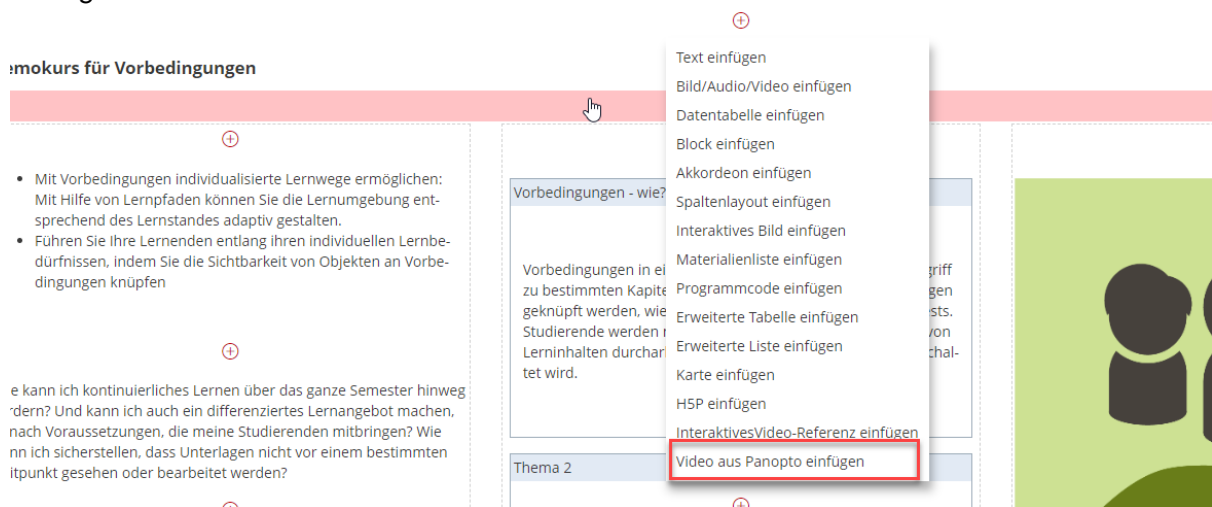 emokurs für Vorbedingungen
• Mit Vorbedingungen individualisierte Lernwege ermöglichen:
Mit Hilfe von Lernpfaden können Sie die Lernumgebung ent-
sprechend des Lernstandes adaptiv gestalten.
• Führen Sie Ihre Lernenden entlang ihren individuellen Lernbe-
dürfnissen, indem Sie die Sichtbarkeit von Objekten an Vorbe-
dingungen knüpfen
e kann ich kontinuierliches Lernen über das ganze Semester hinweg
rdern? Und kann ich auch ein differenziertes Lernangebot machen,
nach Voraussetzungen, die meine Studierenden mitbringen? Wie
nn ich sicherstellen, dass Unterlagen nicht vor einem bestimmten
itpunkt gesehen oder bearbeitet werden?
Vorbedingungen - wie?
Vorbedingungen in ei griff
zu bestimmten Kapite gen
geknüpft werden, wie ests.
Studierende werden von
Lerninhalten durchar chal-
tet wird.
Thema 2
Text einfügen
Bild/Audio/Video einfügen
Datentabelle einfügen
Block einfügen
Akkordeon einfügen
Spaltenlayout einfügen
Interaktives Bild einfügen
Materialienliste einfügen
Programmcode einfügen
Erweiterte Tabelle einfügen
Erweiterte Liste einfügen
Karte einfügen
H5P einfügen
InteraktivesVideo-Referenz einfügen
Video aus Panopto einfügen